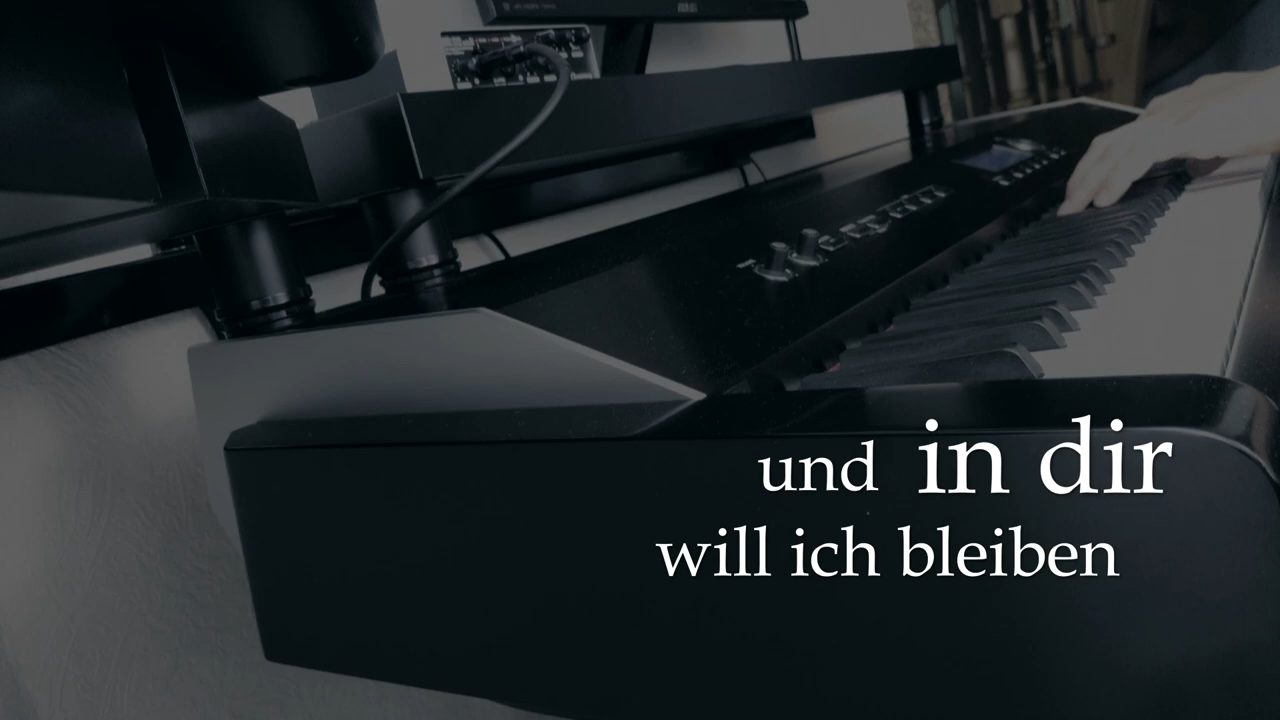 und in dir
will ich bleiben